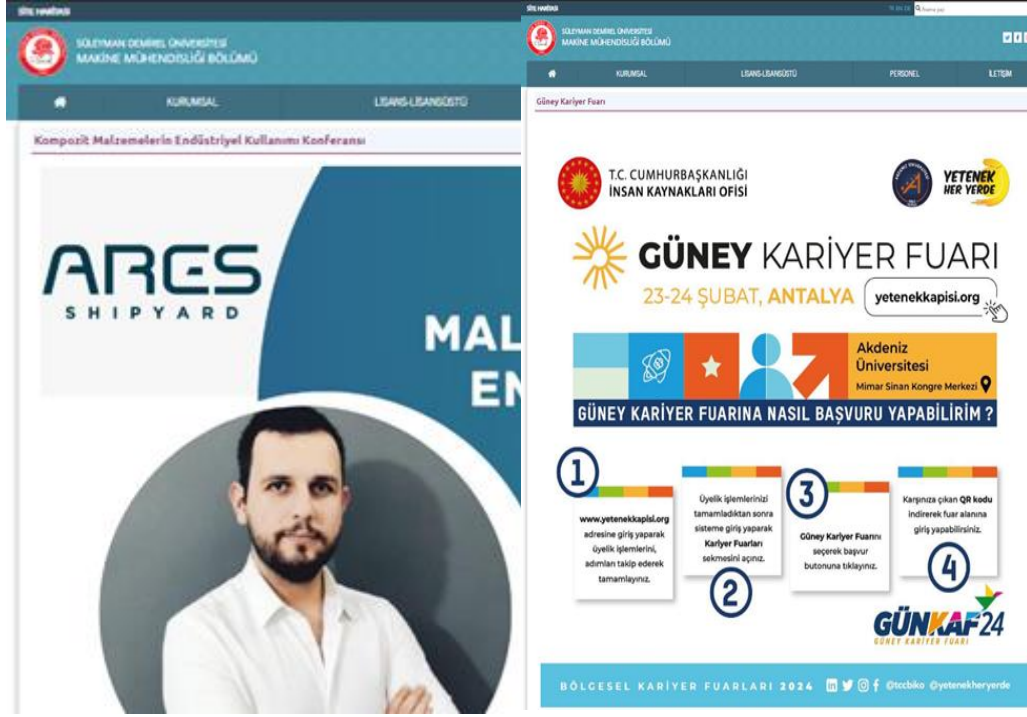 SİTE HARİTASI
SÜLEYMAN DEMİREL ÜNİVERSİTESİ
MAKİNE MÜHENDİSLİĞİ BÖLÜMÜ
KURUMSAL
LİSANS-LİSANSÜSTÜ
Kompozit Malzemelerin Endüstriyel Kullanımı Konferansı
ARES
SHIPYARD
MAL
EN
SİTE HARİTASI
TR EN DE
SÜLEYMAN DEMİREL ÜNİVERSİTESİ
MAKİNE MÜHENDİSLİĞİ BÖLÜMÜ
KURUMSAL
LİSANS-LİSANSÜSTÜ
PERSONEL
İLETİŞİM
Güney Kariyer Fuarı
T.C. CUMHURBAŞKANLIĞI
İNSAN KAYNAKLARI OFİSİ
YETENEK
HER YERDE
GÜNEY KARİYER FUARI
23-24 ŞUBAT, ANTALYA
yetenekkapisi.org
Akdeniz
Üniversitesi
Mimar Sinan Kongre Merkezi
GÜNEY KARİYER FUARINA NASIL BAŞVURU YAPABİLİRİM ?
1
www.yetenekkapisi.org
adresine giriş yaparak
üyelik işlemlerini,
adımları takip ederek
tamamlayınız.
Üyelik işlemlerinizi
tamamladıktan sonra
sisteme giriş yaparak
Kariyer Fuarları
sekmesini açınız.
2
3
Güney Kariyer Fuarını
seçerek başvur
butonuna tıklayınız.
Karşınıza çıkan QR kodu
indirerek fuar alanına
giriş yapabilirsiniz.
4
GÜNKAF24
GÜNEY KARİYER FUARI
BÖLGESEL KARİYER FUARLARI 2024
@tccbiko @yetenekheryerde